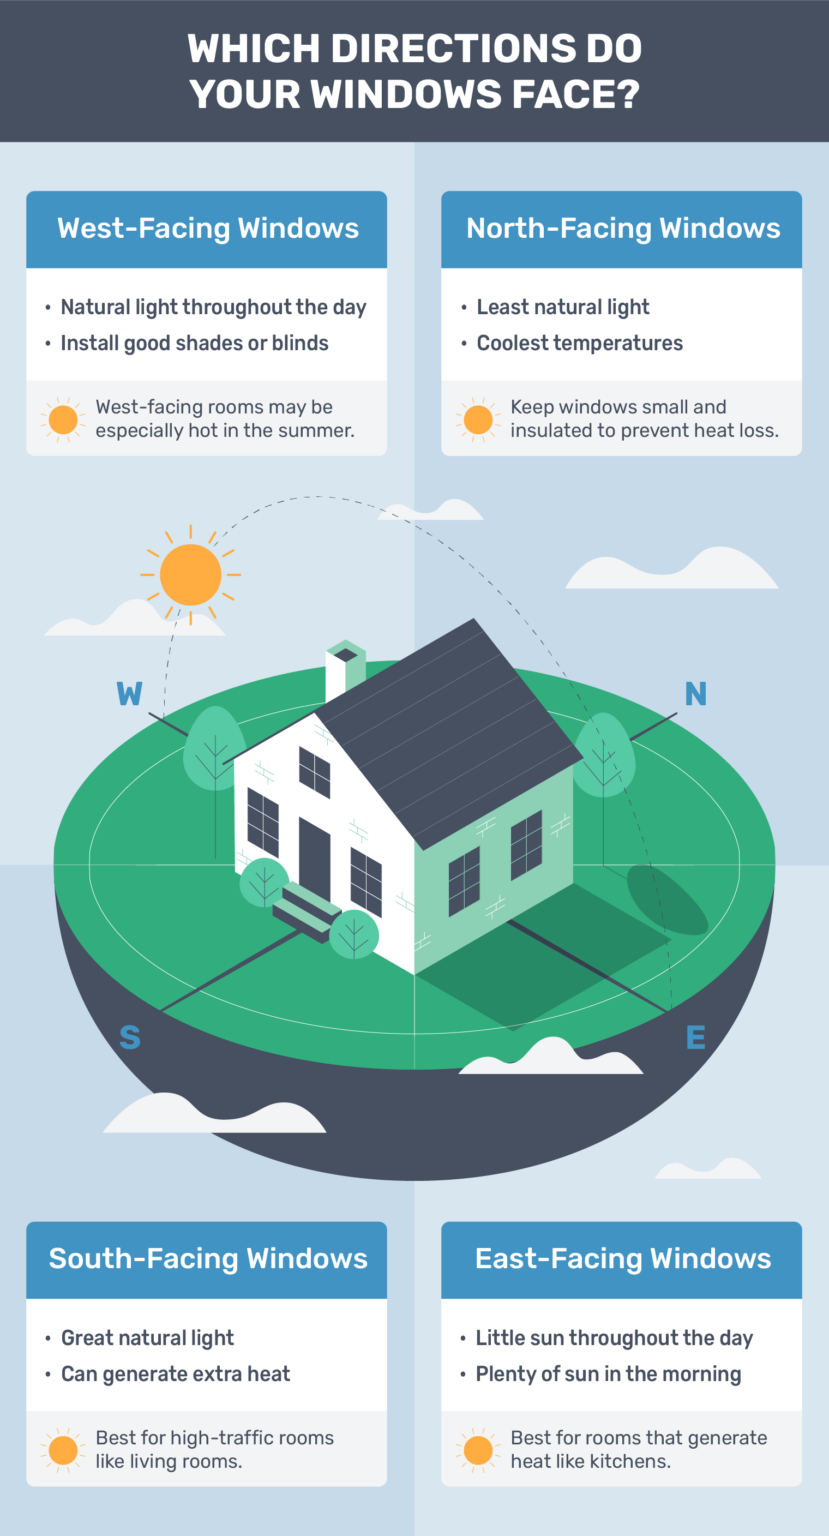 WHICH DIRECTIONS DO
YOUR WINDOWS FACE?
West-Facing Windows
• Natural light throughout the day
• Install good shades or blinds
West-facing rooms may be
especially hot in the summer.
North-Facing Windows
• Least natural light
• Coolest temperatures
Keep windows small and
insulated to prevent heat loss.
W
N
S
E
South-Facing Windows
• Great natural light
• Can generate extra heat
Best for high-traffic rooms
like living rooms.
East-Facing Windows
• Little sun throughout the day
• Plenty of sun in the morning
Best for rooms that generate
heat like kitchens.